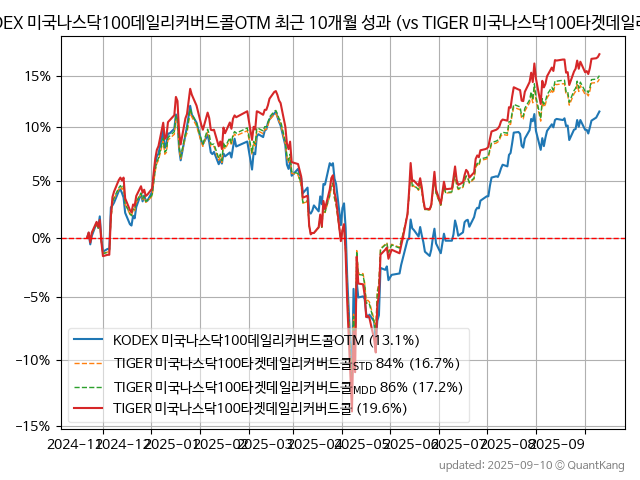 DEX 미국나스닥100데일리커버드콜OTM 최근 10개월 성과 (vs TIGER 미국나스닥100타겟데일리
15%
10%
5%
0%
−5%
−10%
−15%
KODEX 미국나스닥100데일리커버드콜OTM (13.1%)
TIGER 미국나스닥100타겟데일리커버드콜STD 84% (16.7%)
TIGER 미국나스닥100타겟데일리커버드콜MDD 86% (17.2%)
TIGER 미국나스닥100타겟데일리커버드콜 (19.6%)
2024-11 2024-12 2025-01 2025-02 2025-03 2025-04 2025-05 2025-06 2025-07 2025-08 2025-09
updated: 2025-09-10 © QuantKang